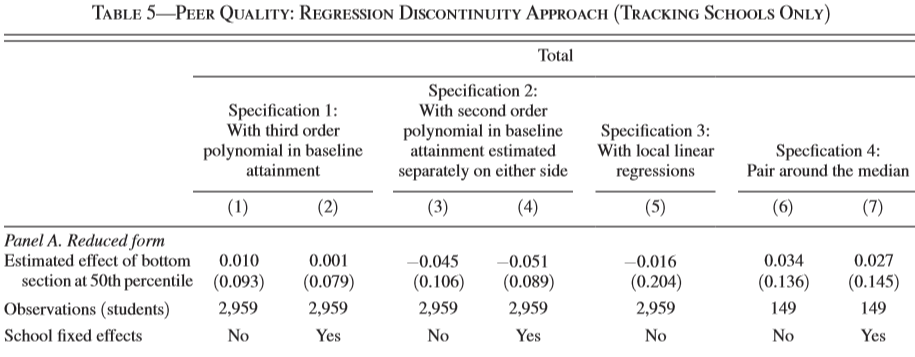 TABLE 5—PEER QUALITY: REGRESSION DISCONTINUITY APPROACH (TRACKING SCHOOLS ONLY)
Total
Specification 1: With third order polynomial in baseline attainment
Specification 2: With second order polynomial in baseline attainment estimated separately on either side
Specification 3: With local linear regressions
Specfication 4: Pair around the median
(1) (2) (3) (4) (5) (6) (7)
Panel A. Reduced form
Estimated effect of bottom 0.010 0.001 −0.045 −0.051 −0.016 0.034 0.027
section at 50th percentile (0.093) (0.079) (0.106) (0.089) (0.204) (0.136) (0.145)
Observations (students) 2,959 2,959 2,959 2,959 2,959 149 149
School fixed effects No Yes No Yes No No Yes